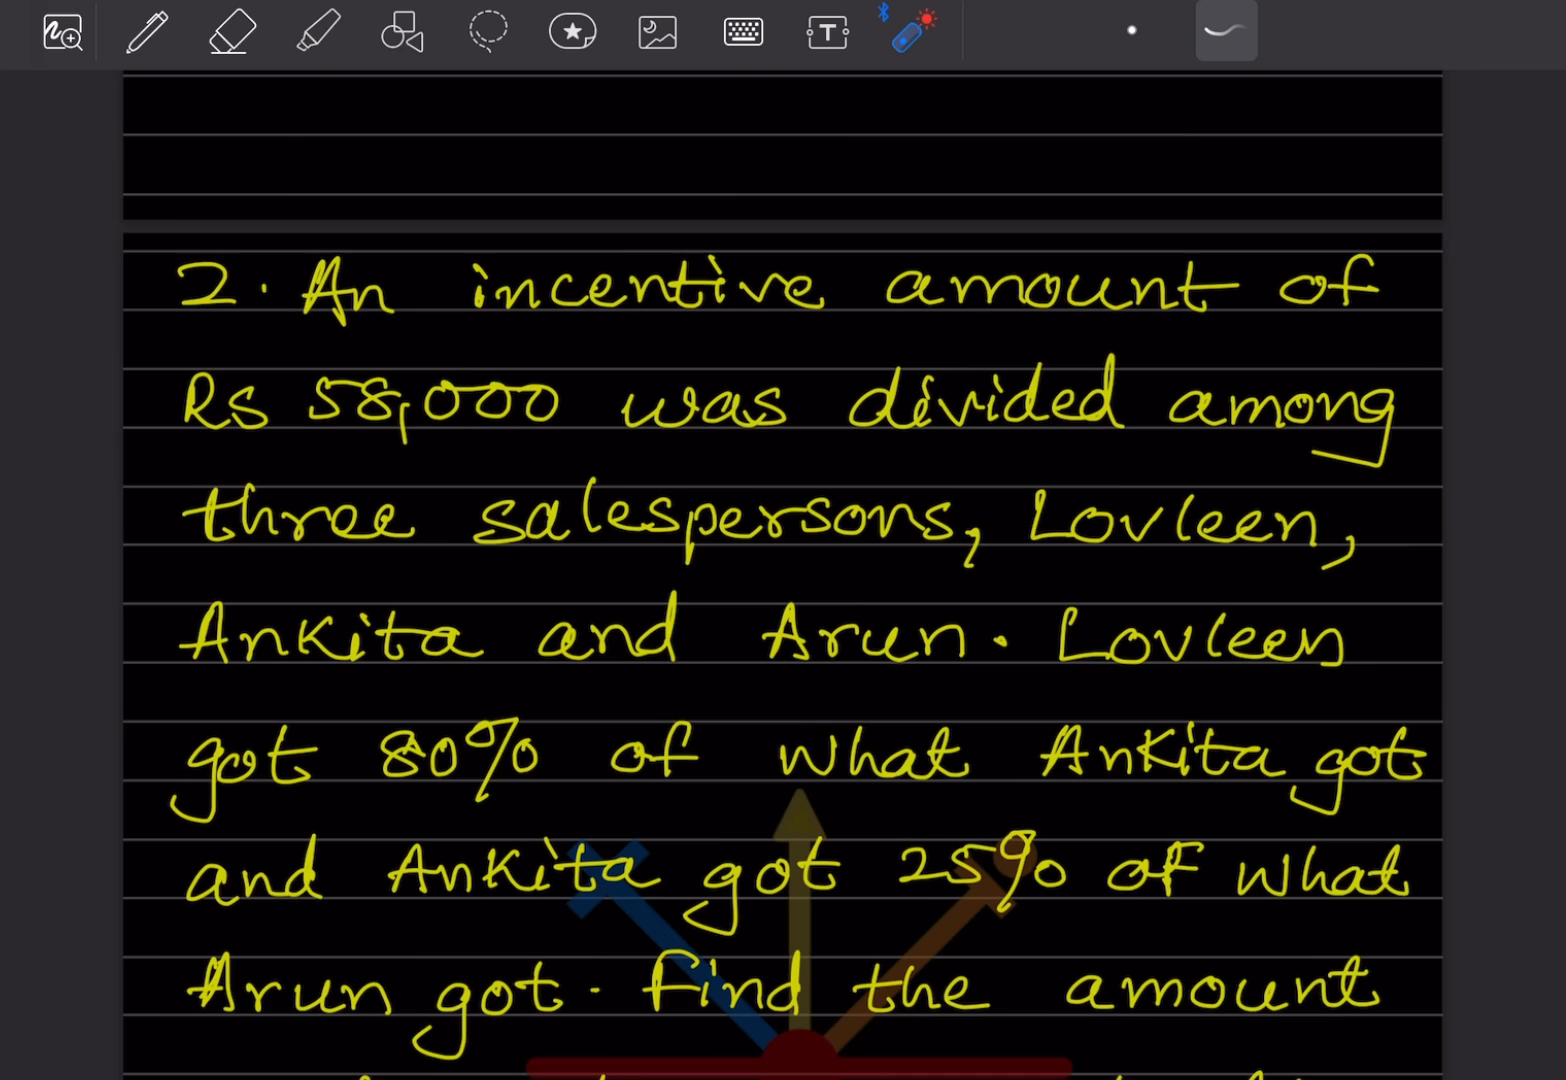 2. An incentive amount of
Rs 58,000 was divided among
three salespersons, Lovleen,
Ankita and Arun. Lovleen
got 80% of what Ankita got
and Ankita got 25% of what
Arun got. Find the amount